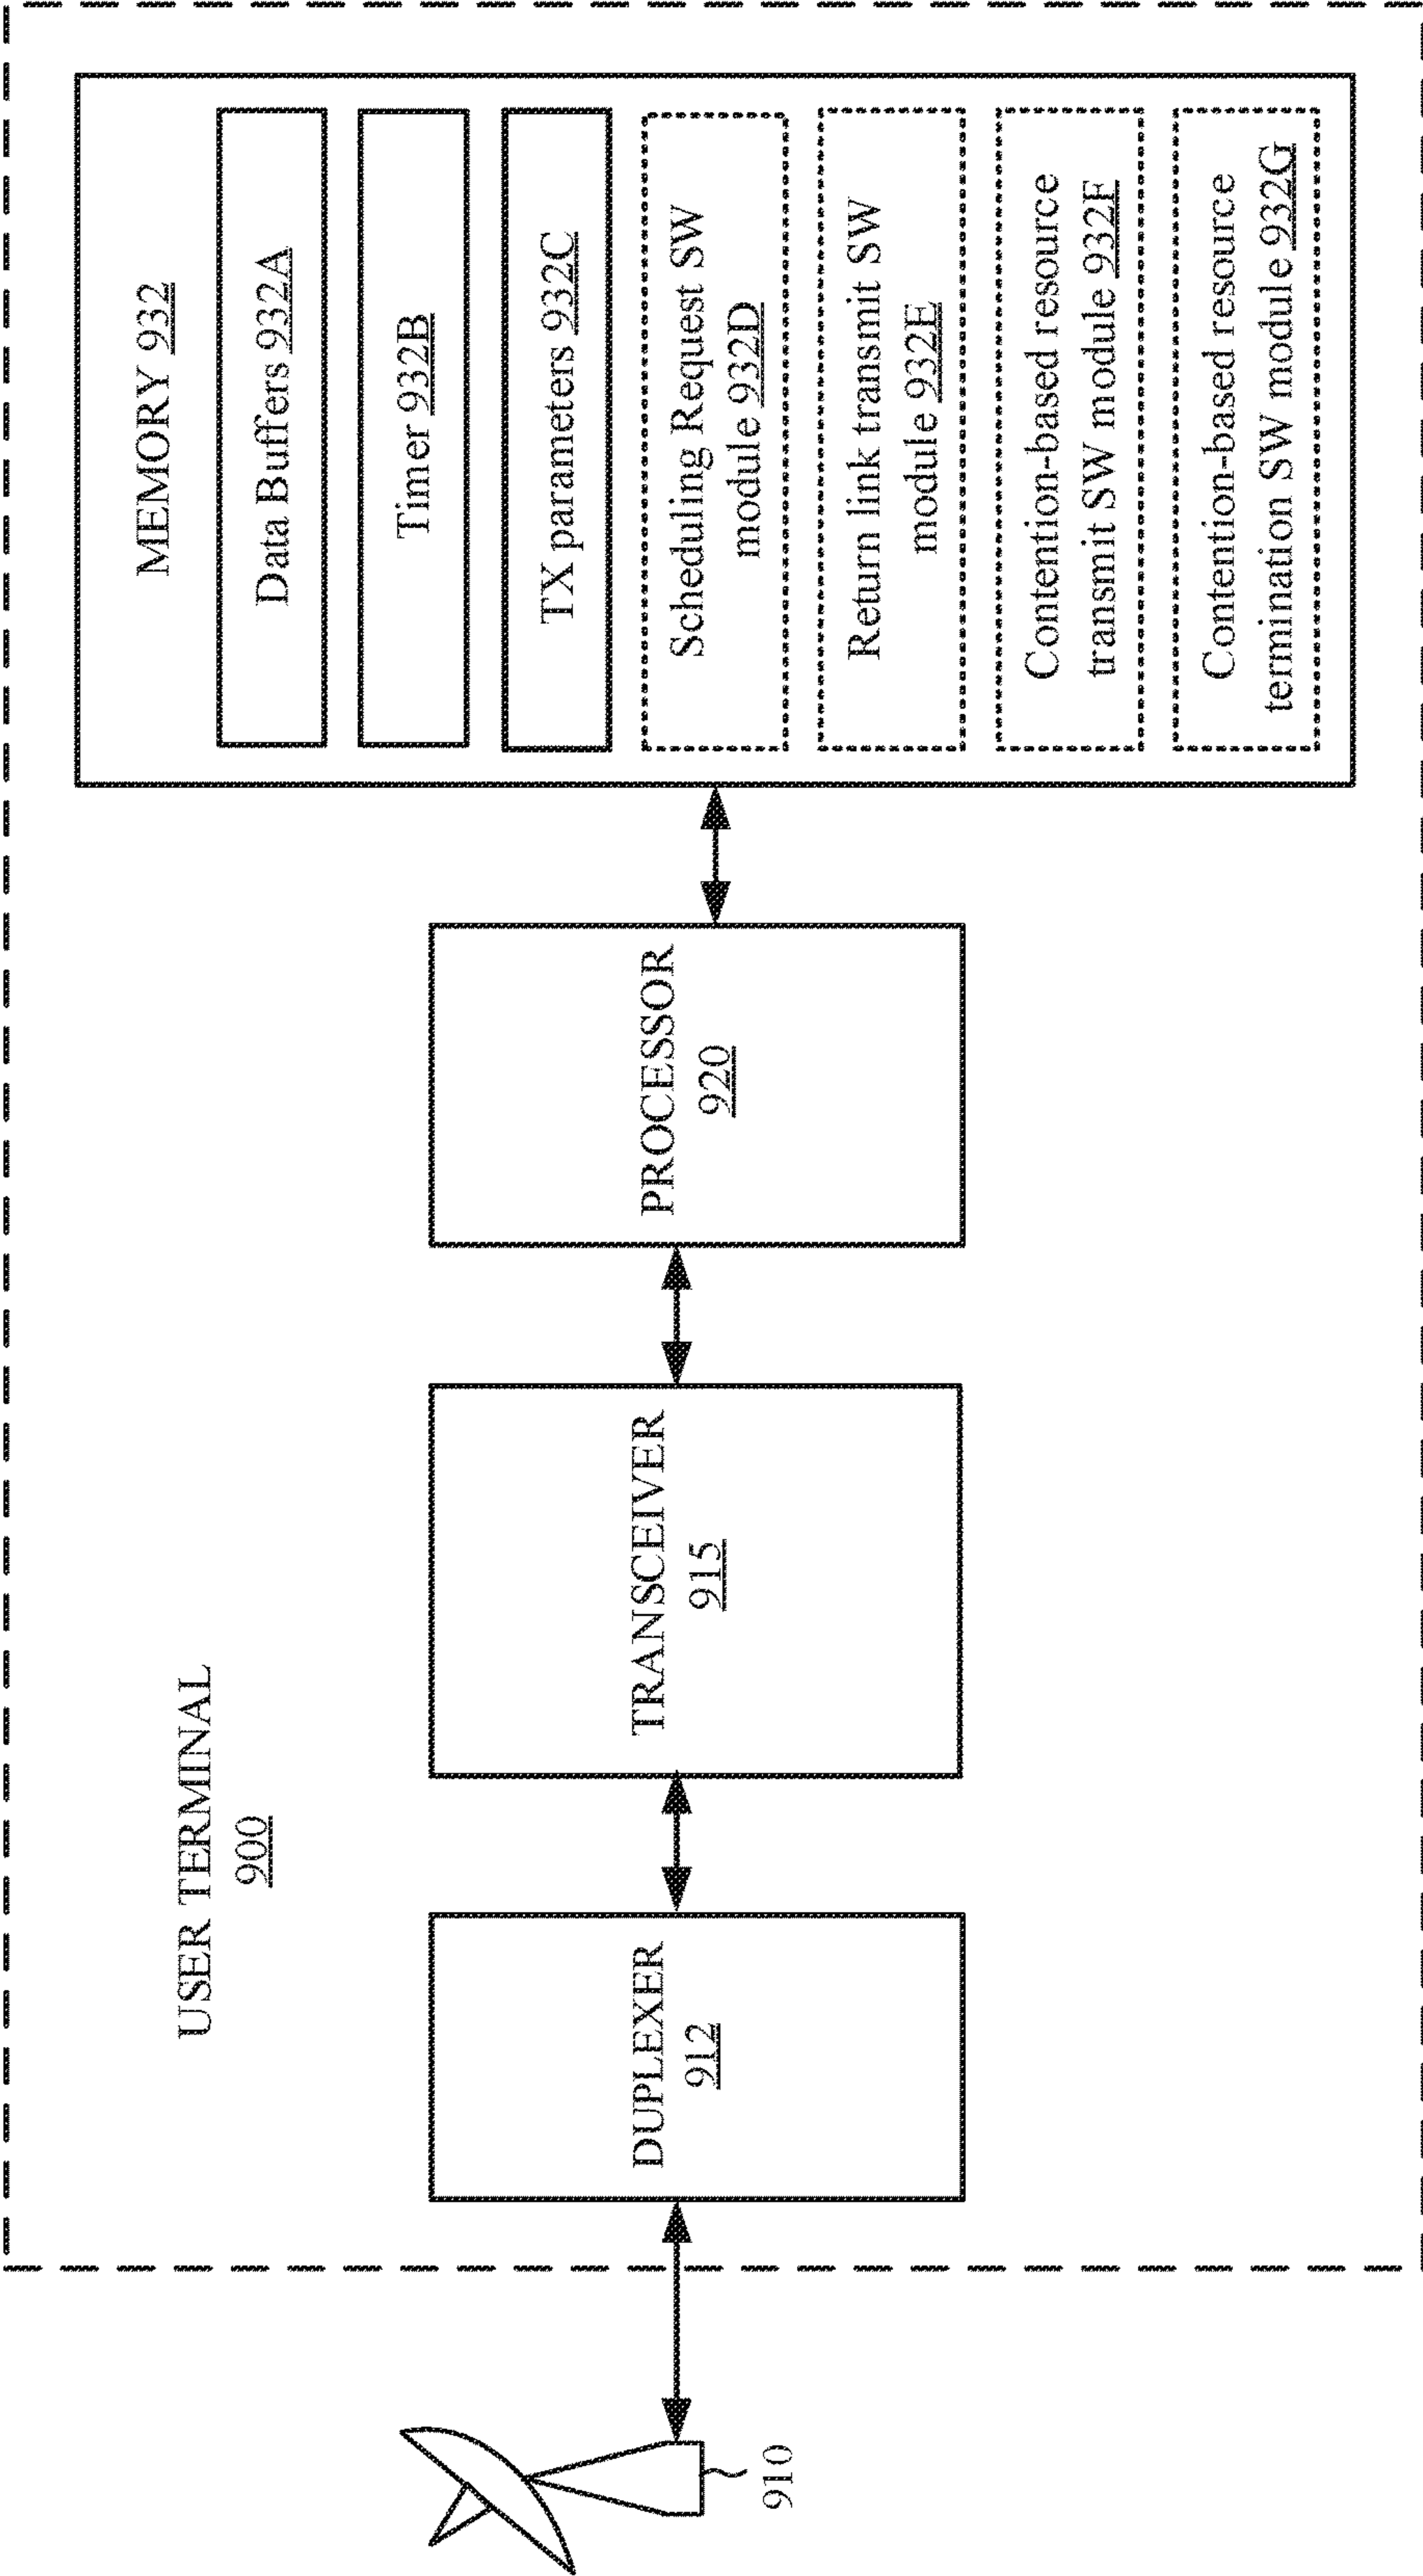 USER TERMINAL
900
910
DUPLEXER
912
TRANSCEIVER
915
PROCESSOR
920
MEMORY 932
Data Buffers 932A
Timer 932B
TX parameters 932C
Scheduling Request SW
module 932D
Return link transmit SW
module 932E
Contention-based resource
transmit SW module 932F
Contention-based resource
termination SW module 932G